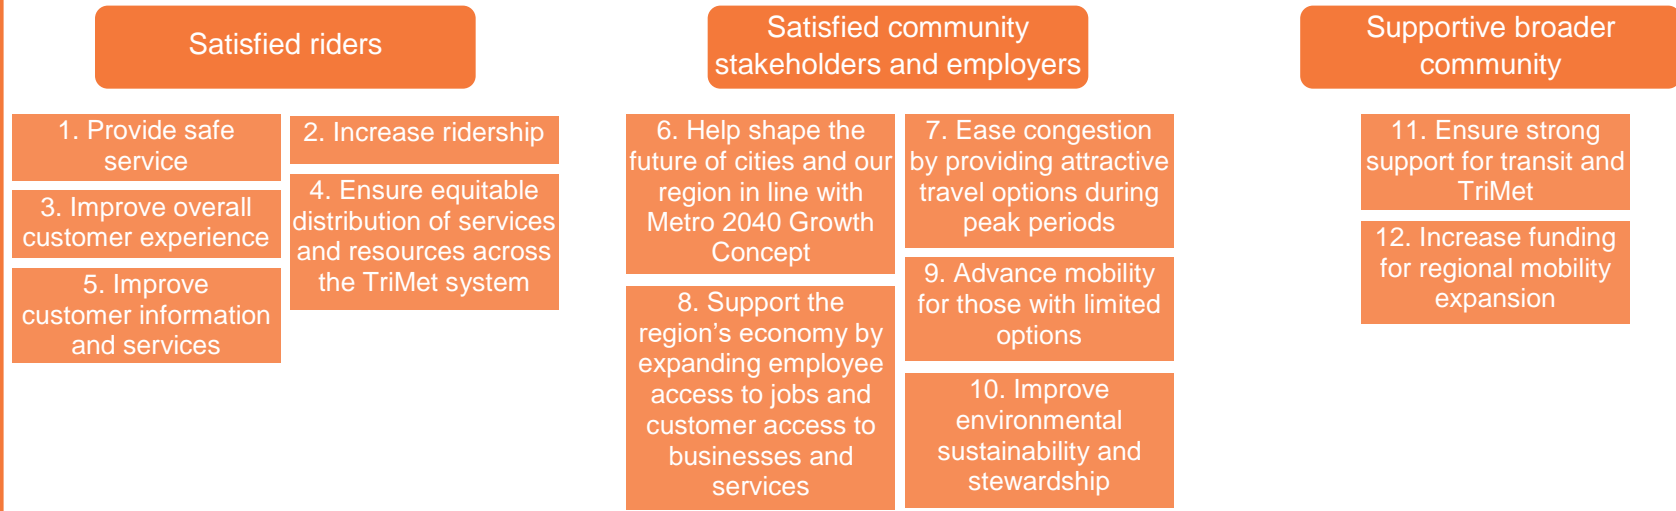 Satisfied riders
Satisfied community
stakeholders and employers
Supportive broader
community
1. Provide safe
service
2. Increase ridership
3. Improve overall
customer experience
4. Ensure equitable
distribution of services
and resources across
the TriMet system
5. Improve
customer information
and services
6. Help shape the
future of cities and our
region in line with
Metro 2040 Growth
Concept
7. Ease congestion
by providing attractive
travel options during
peak periods
8. Support the
region’s economy by
expanding employee
access to jobs and
customer access to
businesses and
services
9. Advance mobility
for those with limited
options
10. Improve
environmental
sustainability and
stewardship
11. Ensure strong
support for transit and
TriMet
12. Increase funding
for regional mobility
expansion